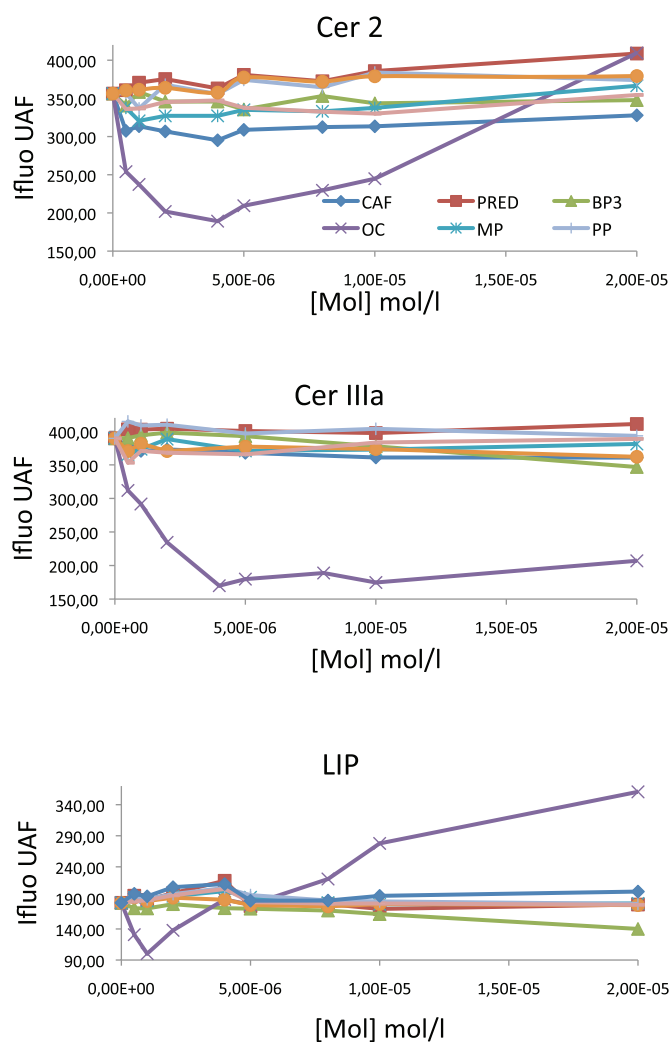 Cer 2
Ifluo UAF
400,00
350,00
300,00
250,00
200,00
150,00
CAF PRED BP3
OC MP PP
0,00E+00 5,00E-06 1,00E-05 1,50E-05 2,00E-05
[Mol] mol/l
Cer IIIa
Ifluo UAF
400,00
350,00
300,00
250,00
200,00
150,00
0,00E+00 5,00E-06 1,00E-05 1,50E-05 2,00E-05
[Mol] mol/l
LIP
Ifluo UAF
340,00
290,00
240,00
190,00
140,00
90,00
0,00E+00 5,00E-06 1,00E-05 1,50E-05 2,00E-05
[Mol] mol/l